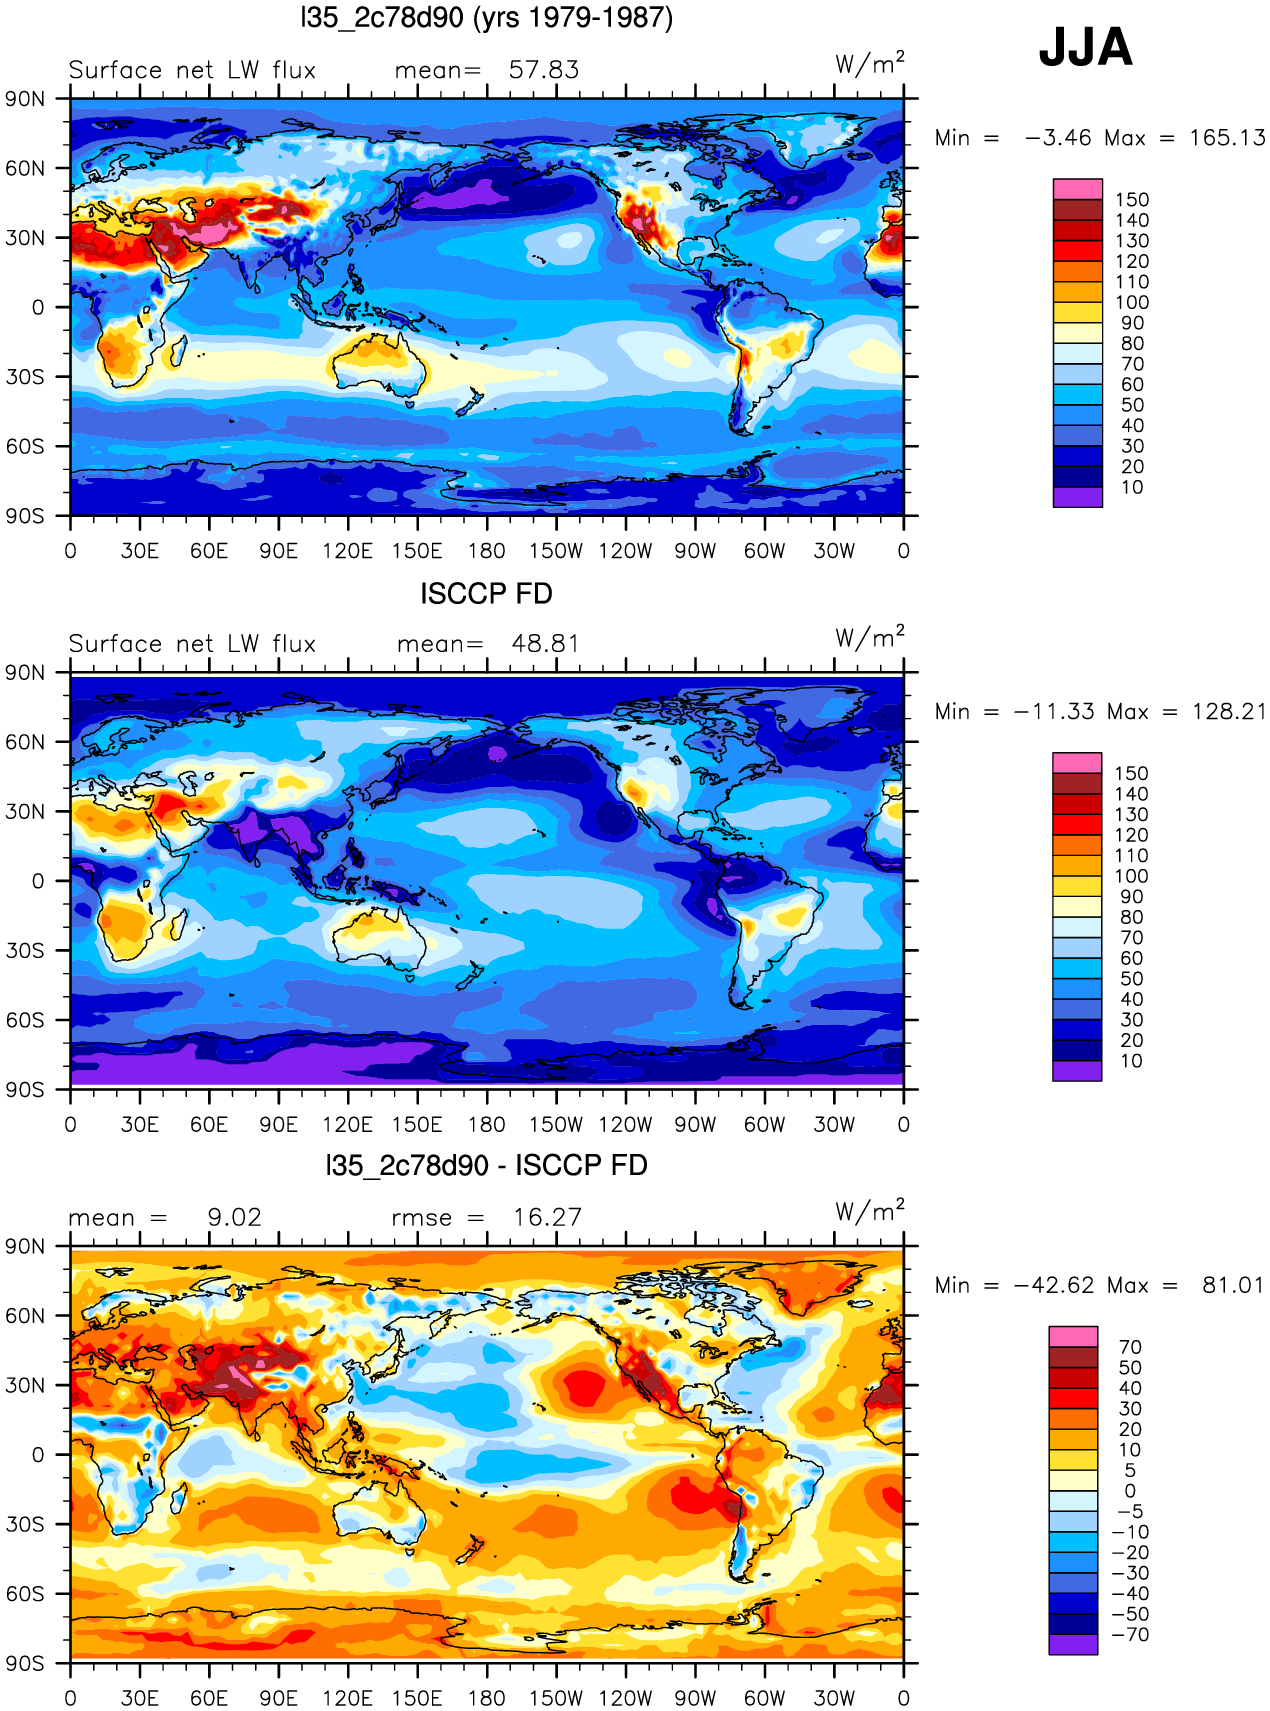 l35_2c78d90 (yrs 1979-1987)
JJA
Surface net LW flux mean= 57.83 W/m²
Min = −3.46 Max = 165.13
90N
60N
30N
0
30S
60S
90S
0 30E 60E 90E 120E 150E 180 150W 120W 90W 60W 30W 0
150
140
130
120
110
100
90
80
70
60
50
40
30
20
10
ISCCP FD
Surface net LW flux mean= 48.81 W/m²
Min = −11.33 Max = 128.21
90N
60N
30N
0
30S
60S
90S
0 30E 60E 90E 120E 150E 180 150W 120W 90W 60W 30W 0
150
140
130
120
110
100
90
80
70
60
50
40
30
20
10
l35_2c78d90 - ISCCP FD
mean = 9.02 rmse = 16.27 W/m²
Min = −42.62 Max = 81.01
90N
60N
30N
0
30S
60S
90S
0 30E 60E 90E 120E 150E 180 150W 120W 90W 60W 30W 0
70
50
40
30
20
10
5
0
−5
−10
−20
−30
−40
−50
−70